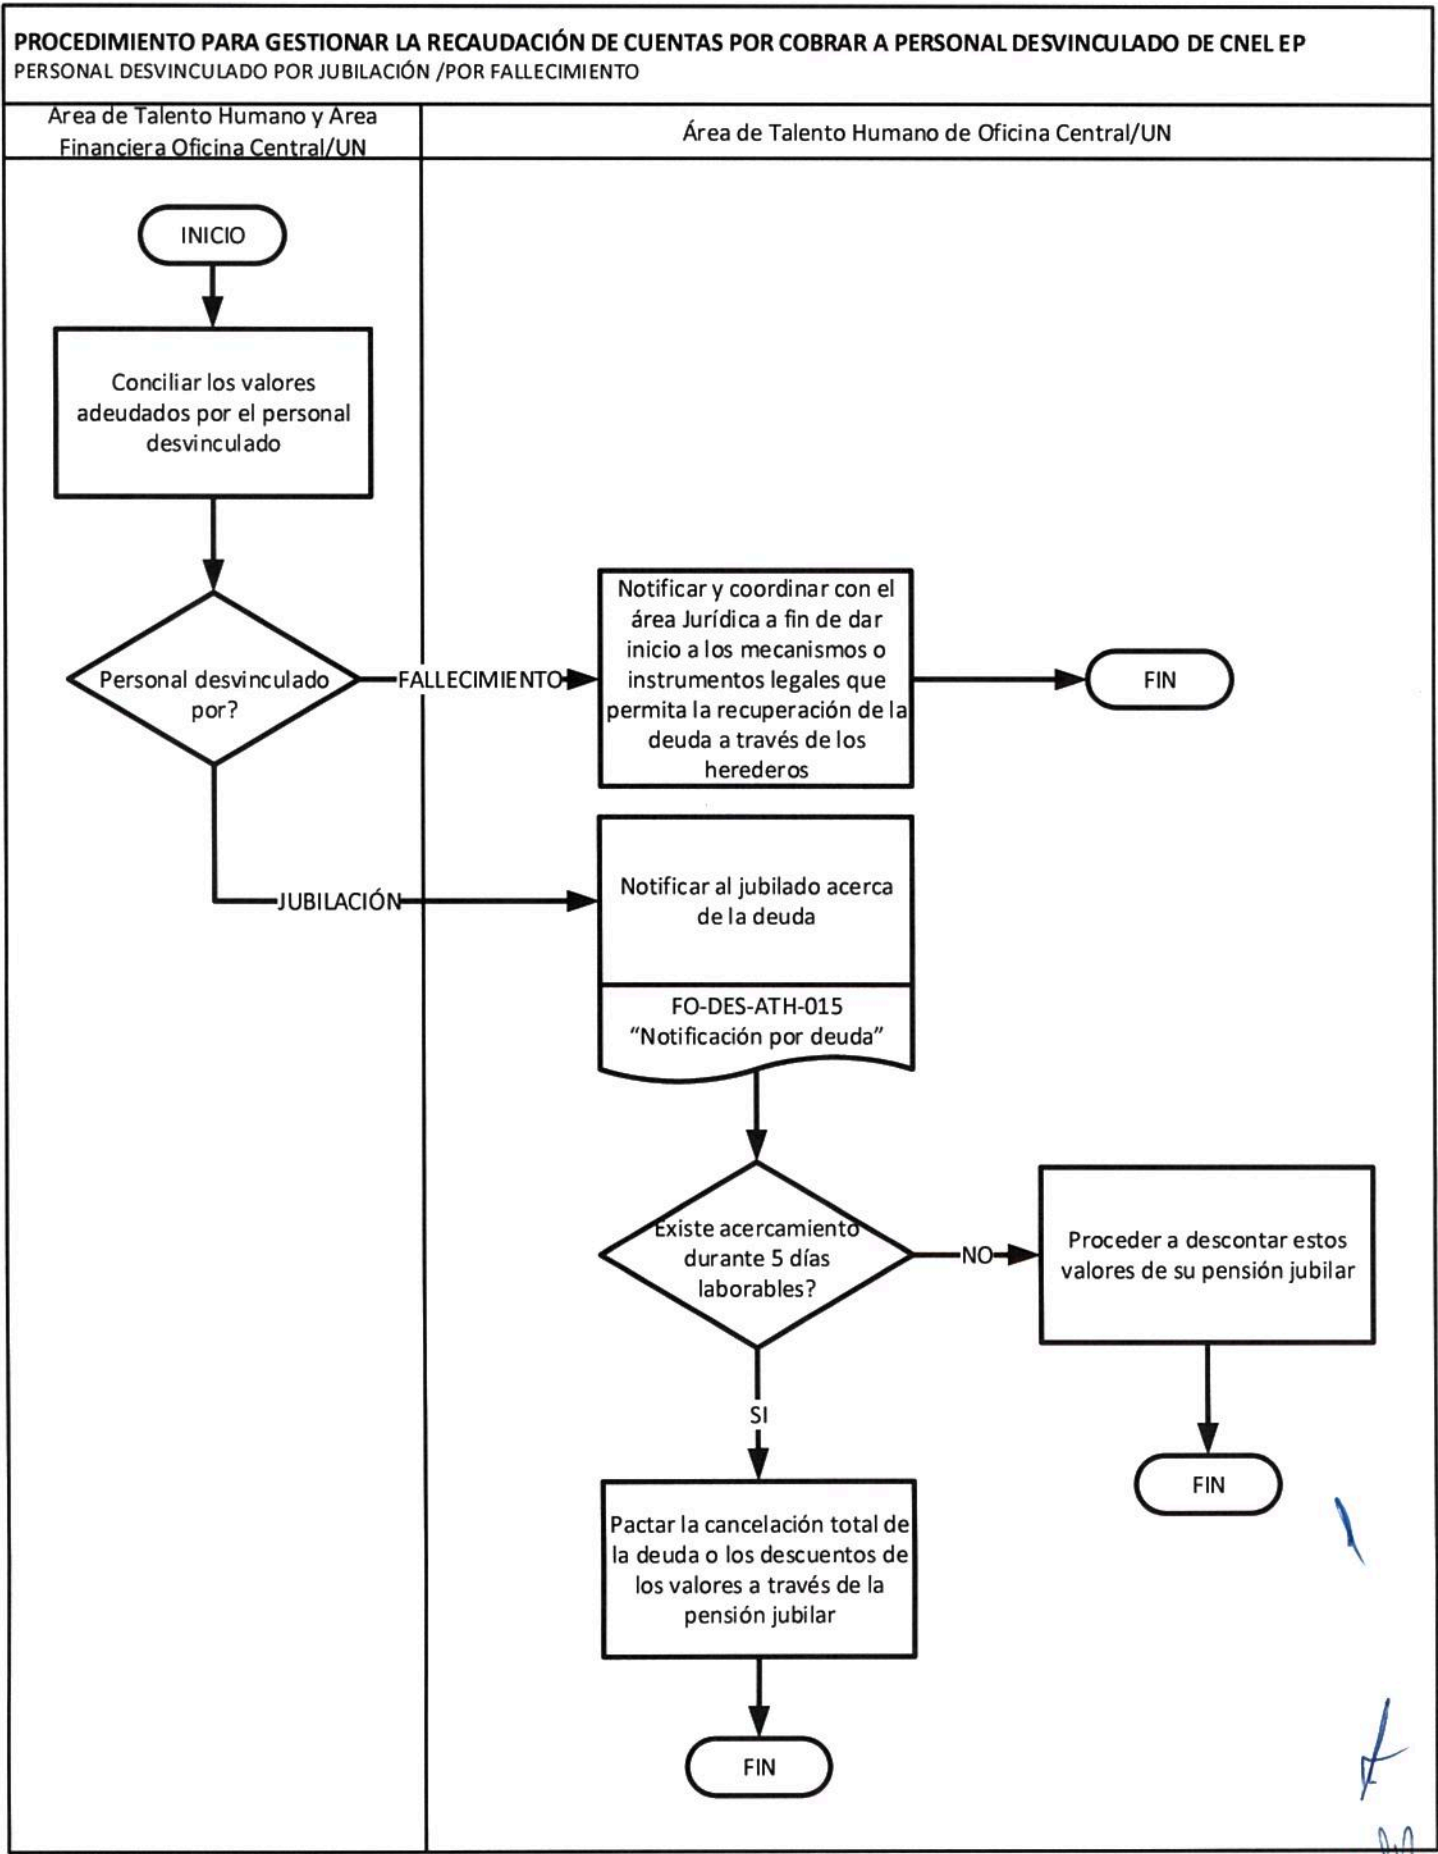 PROCEDIMIENTO PARA GESTIONAR LA RECAUDACIÓN DE CUENTAS POR COBRAR A PERSONAL DESVINCULADO DE CNEL EP
PERSONAL DESVINCULADO POR JUBILACIÓN /POR FALLECIMIENTO
Área de Talento Humano y Área
Financiera Oficina Central/UN
Área de Talento Humano de Oficina Central/UN
INICIO
Conciliar los valores
adeudados por el personal
desvinculado
Personal desvinculado
por?
FALLECIMIENTO
Notificar y coordinar con el
área Jurídica a fin de dar
inicio a los mecanismos o
instrumentos legales que
permita la recuperación de la
deuda a través de los
herederos
FIN
JUBILACIÓN
Notificar al jubilado acerca
de la deuda
FO-DES-ATH-015
“Notificación por deuda”
Existe acercamiento
durante 5 días
laborables?
NO
Proceder a descontar estos
valores de su pensión jubilar
FIN
SI
Pactar la cancelación total de
la deuda o los descuentos de
los valores a través de la
pensión jubilar
FIN